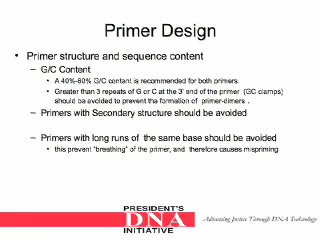 Primer Design
• Primer structure and sequence content
– G/C Content
• A 40%-60% G/C content is recommended for both primers.
• Greater than 3 repeats of G or C at the 3' end of the primer (GC clamps)
should be avoided to prevent the formation of primer-dimers .
– Primers with Secondary structure should be avoided
– Primers with long runs of the same base should be avoided
• this prevent "breathing" of the primer, and therefore causes mispriming
PRESIDENT'S
DNA
INITIATIVE
Advancing Justice Through DNA Technology